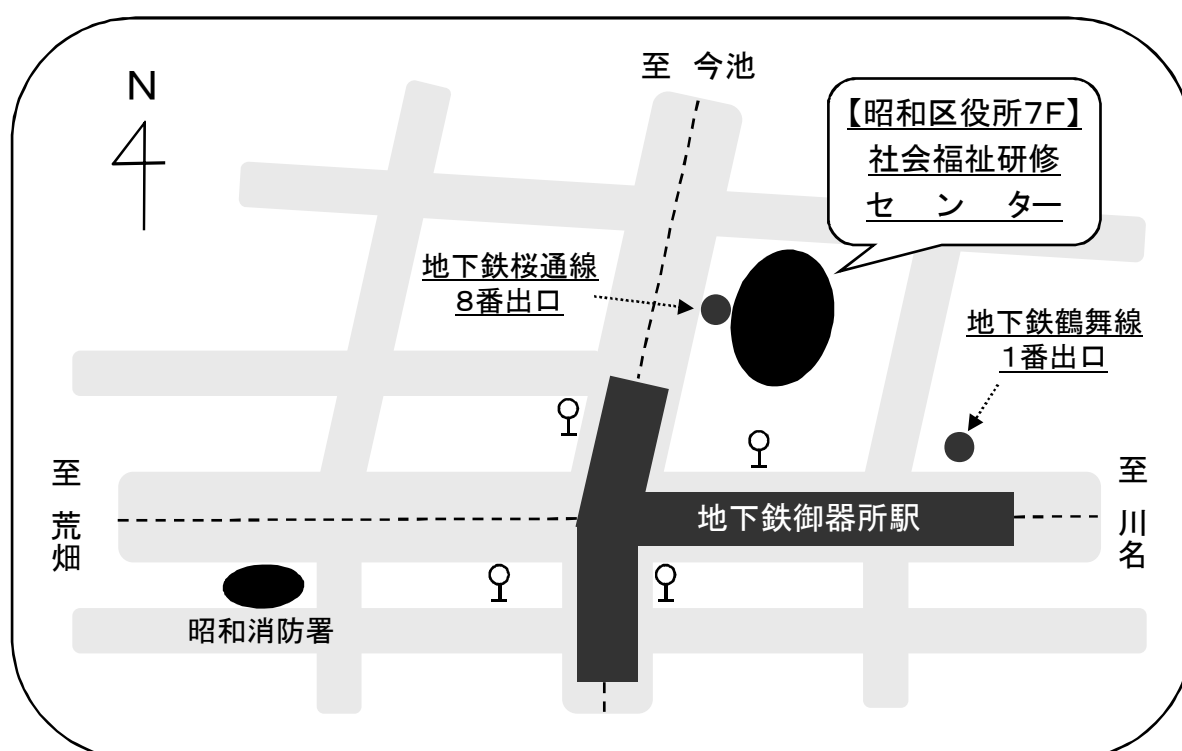 N
至 今池
【昭和区役所7F】
社会福祉研修
センター
地下鉄桜通線
8番出口
地下鉄鶴舞線
1番出口
至 荒畑
地下鉄御器所駅
至 川名
昭和消防署